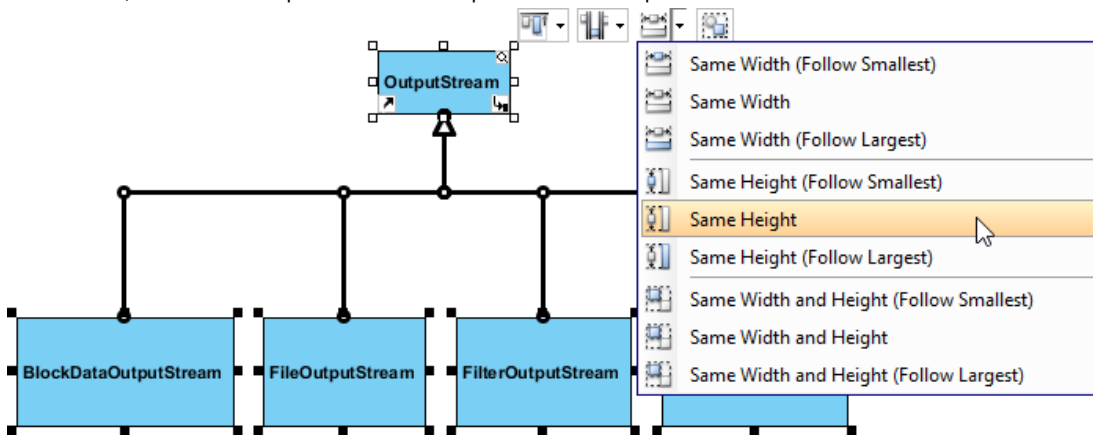 OutputStream
Same Width (Follow Smallest)
Same Width
Same Width (Follow Largest)
Same Height (Follow Smallest)
Same Height
Same Height (Follow Largest)
Same Width and Height (Follow Smallest)
Same Width and Height
Same Width and Height (Follow Largest)
BlockDataOutputStream
FileOutputStream
FilterOutputStream